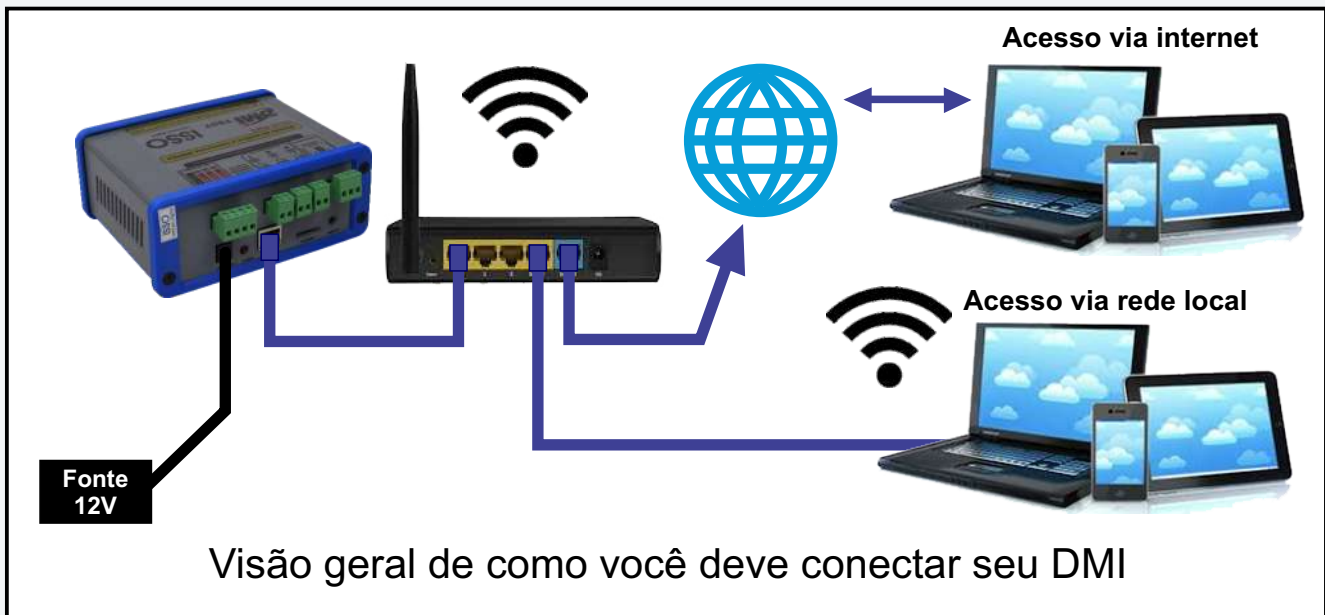 Acesso via internet
Acesso via rede local
Fonte
12V
Visão geral de como você deve conectar seu DMI